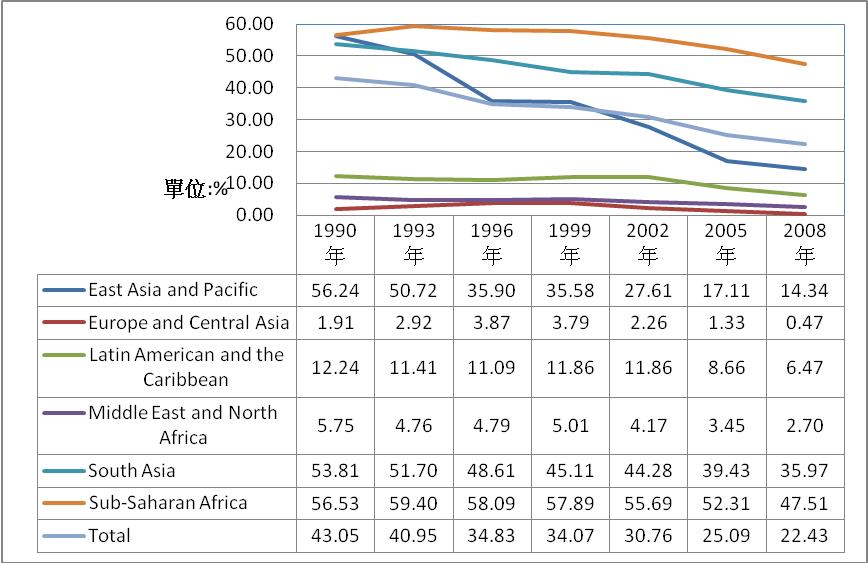 60.00
50.00
40.00
30.00
20.00
單位:% 10.00
0.00
1990 1993 1996 1999 2002 2005 2008
年 年 年 年 年 年 年
East Asia and Pacific 56.24 50.72 35.90 35.58 27.61 17.11 14.34
Europe and Central Asia 1.91 2.92 3.87 3.79 2.26 1.33 0.47
Latin American and the
Caribbean 12.24 11.41 11.09 11.86 11.86 8.66 6.47
Middle East and North
Africa 5.75 4.76 4.79 5.01 4.17 3.45 2.70
South Asia 53.81 51.70 48.61 45.11 44.28 39.43 35.97
Sub-Saharan Africa 56.53 59.40 58.09 57.89 55.69 52.31 47.51
Total 43.05 40.95 34.83 34.07 30.76 25.09 22.43